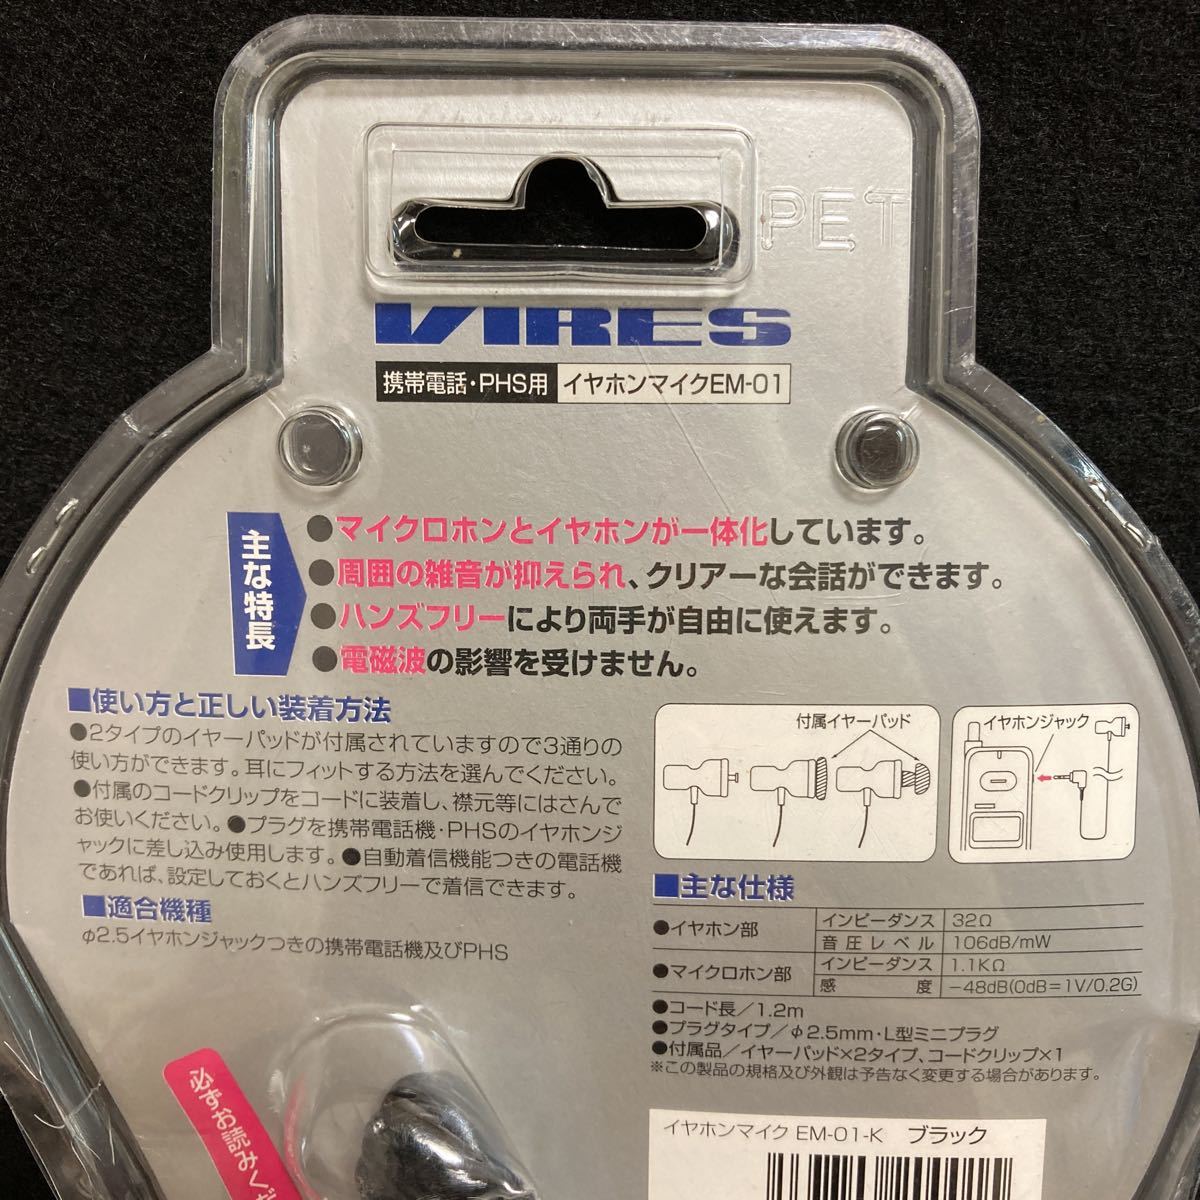 PET
VIRES
携帯電話・PHS用 イヤホンマイクEM-01
主な特長
●マイクロホンとイヤホンが一体化しています。
●周囲の雑音が抑えられ、クリアーな会話ができます。
●ハンズフリーにより両手が自由に使えます。
●電磁波の影響を受けません。
■使い方と正しい装着方法
●2タイプのイヤーパッドが付属されていますので3通りの
使い方ができます。耳にフィットする方法を選んでください。
●付属のコードクリップをコードに装着し、襟元等にはさんで
お使いください。●プラグを携帯電話機・PHSのイヤホンジ
ャックに差し込み使用します。●自動着信機能つきの電話機
であれば、設定しておくとハンズフリーで着信できます。
■適合機種
φ2.5イヤホンジャックつきの携帯電話機及びPHS
付属イヤーパッド
イヤホンジャック
■主な仕様
●イヤホン部 インピーダンス 32Ω
音圧レベル 106dB/mW
●マイクロホン部 インピーダンス 1.1KΩ
感度 −48dB(0dB=1V/0.2G)
●コード長／1.2m
●プラグタイプ／φ2.5mm・L型ミニプラグ
●付属品／イヤーパッド×2タイプ、コードクリップ×1
※この製品の規格及び外観は予告なく変更する場合があります。
必ずお読みくだ
イヤホンマイク EM-01-K ブラック